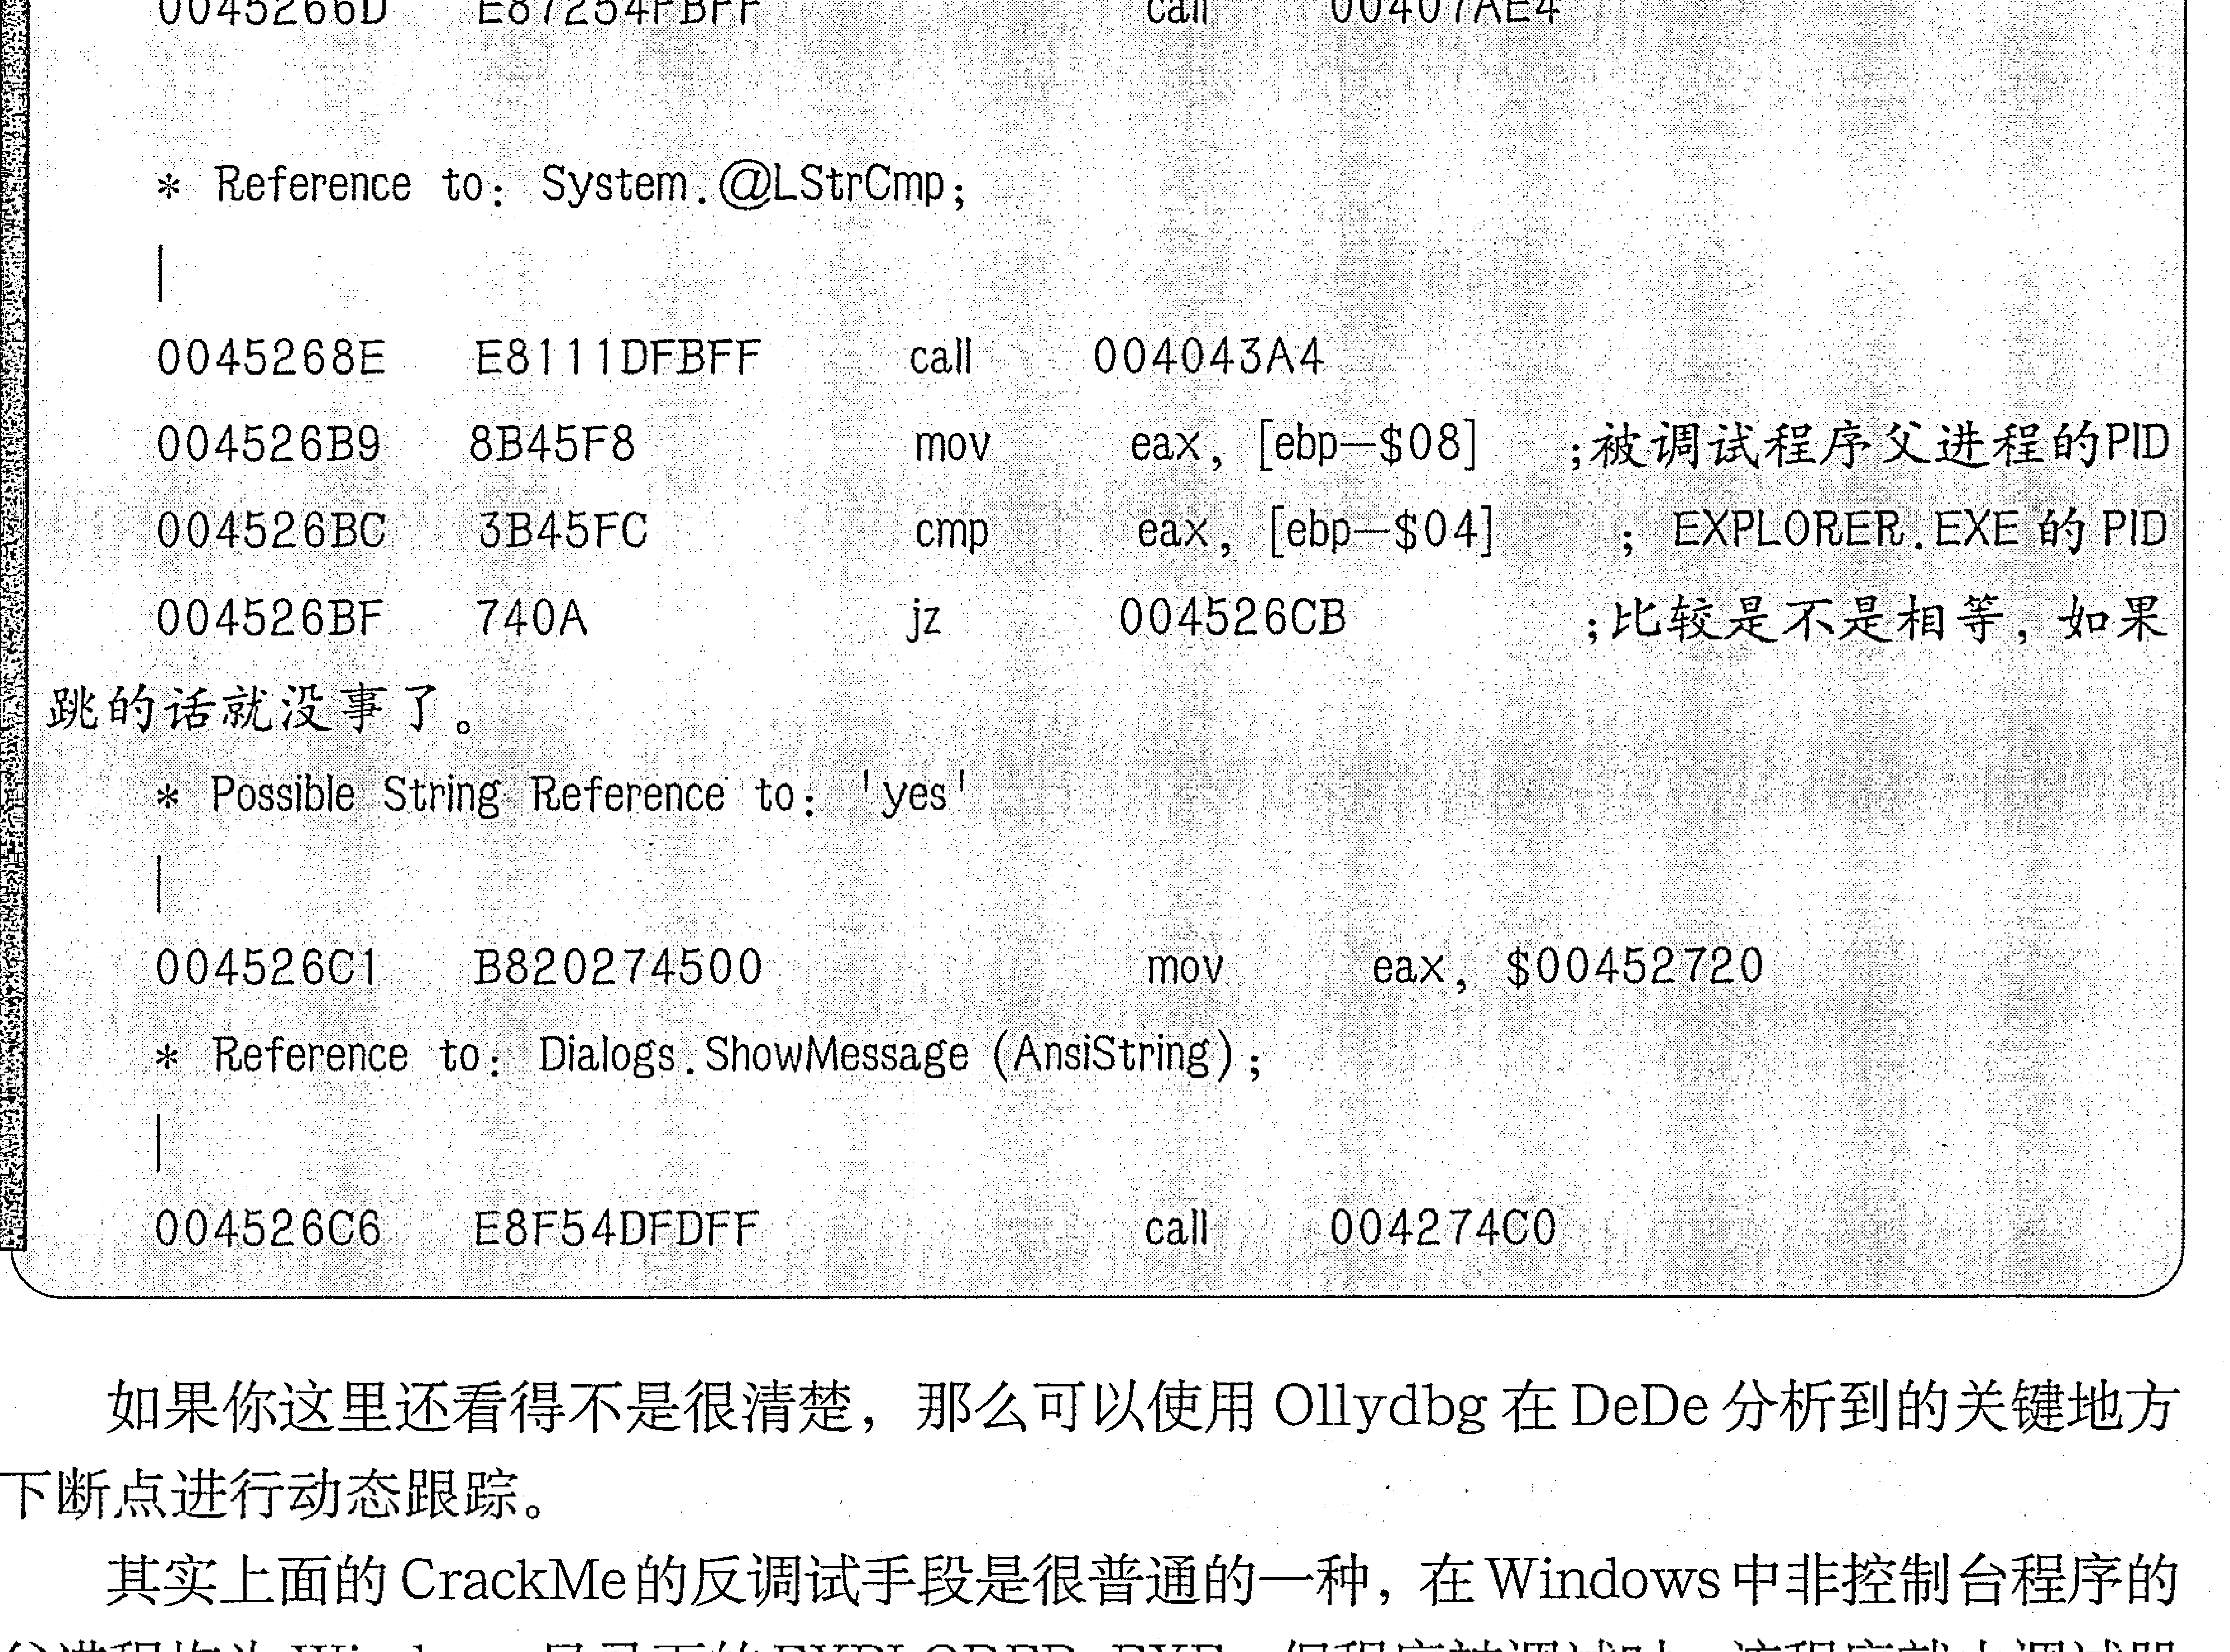 0045266D E87254FBFF call 00407AE4
* Reference to: System.@LStrCmp;
|
0045268E E8111DFBFF call 004043A4
004526B9 8B45F8 mov eax, [ebp-$08] ;被调试程序父进程的PID
004526BC 3B45FC cmp eax, [ebp-$04] ; EXPLORER.EXE 的 PID
004526BF 740A jz 004526CB ;比较是不是相等，如果
跳的话就没事了。
* Possible String Reference to: 'yes'
|
004526C1 B820274500 mov eax, $00452720
* Reference to: Dialogs.ShowMessage (AnsiString);
|
004526C6 E8F54DFDFF call 004274C0
如果你这里还看得不是很清楚，那么可以使用 Ollydbg 在 DeDe 分析到的关键地方
下断点进行动态跟踪。
其实上面的 CrackMe 的反调试手段是很普通的一种，在 Windows 中非控制台程序的